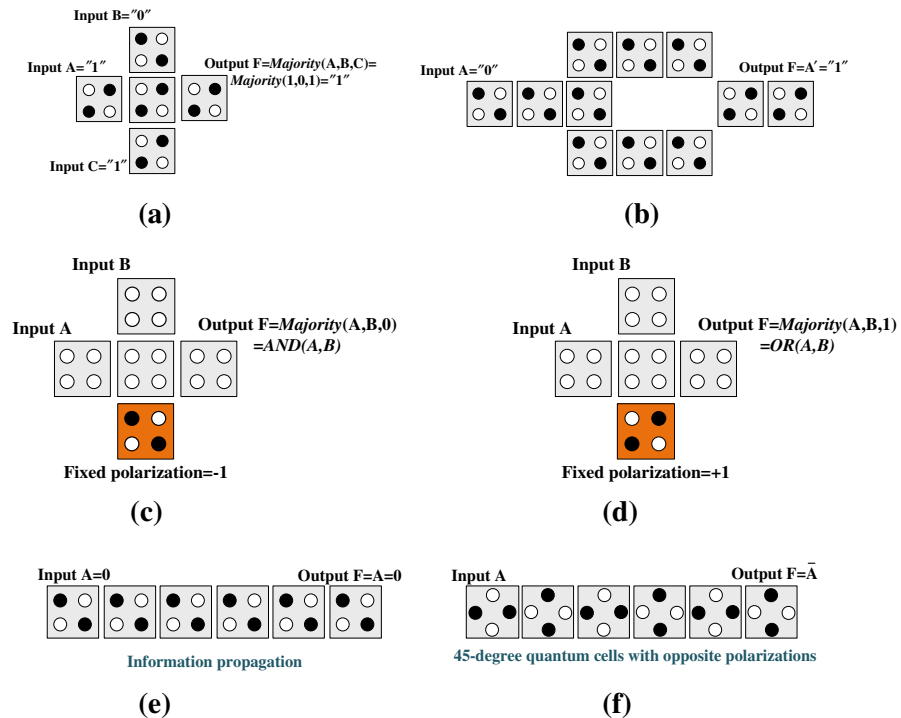 Input B="0"
Input A="1"
Output F=Majority(A,B,C)=
Majority(1,0,1)="1"
Input C="1"
(a)
Input A="0"
Output F=A′="1"
(b)
Input B
Input A
Output F=Majority(A,B,0)
=AND(A,B)
Fixed polarization=-1
(c)
Input B
Input A
Output F=Majority(A,B,1)
=OR(A,B)
Fixed polarization=+1
(d)
Input A=0
Output F=A=0
Information propagation
(e)
Input A
Output F=Ā
45-degree quantum cells with opposite polarizations
(f)